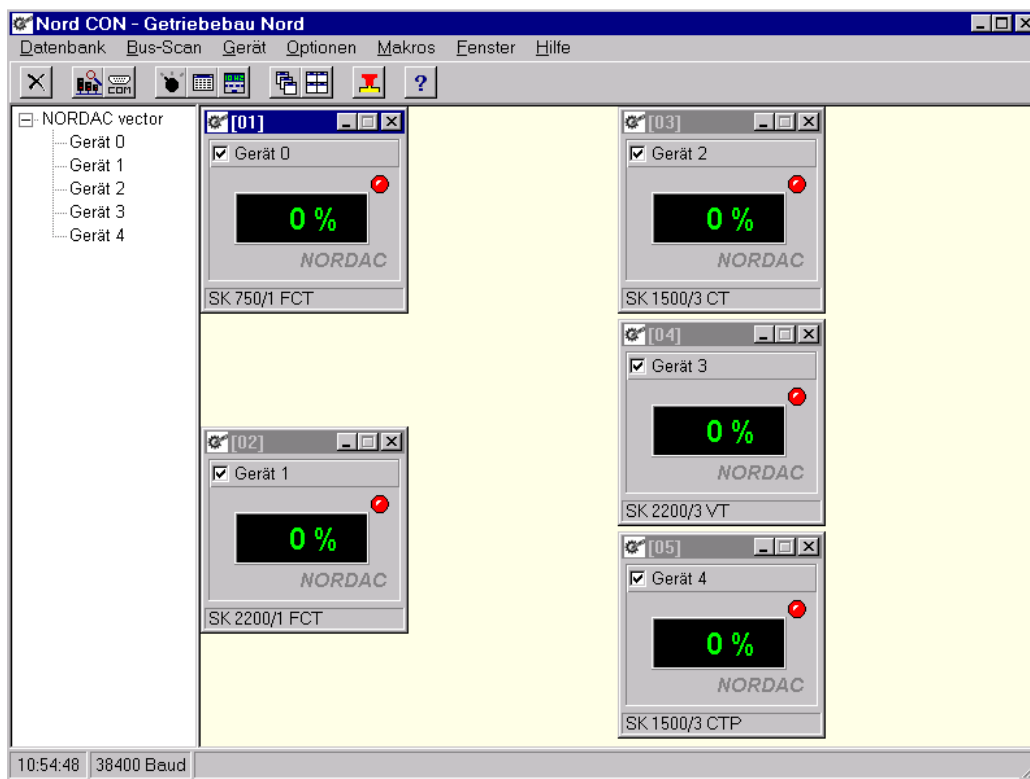 Nord CON - Getriebebau Nord
Datenbank Bus-Scan Gerät Optionen Makros Fenster Hilfe
COM 10HZ ?
NORDAC vector
Gerät 0
Gerät 1
Gerät 2
Gerät 3
Gerät 4
[01]
Gerät 0
0 %
NORDAC
SK 750/1 FCT
[02]
Gerät 1
0 %
NORDAC
SK 2200/1 FCT
[03]
Gerät 2
0 %
NORDAC
SK 1500/3 CT
[04]
Gerät 3
0 %
NORDAC
SK 2200/3 VT
[05]
Gerät 4
0 %
NORDAC
SK 1500/3 CTP
10:54:48 38400 Baud